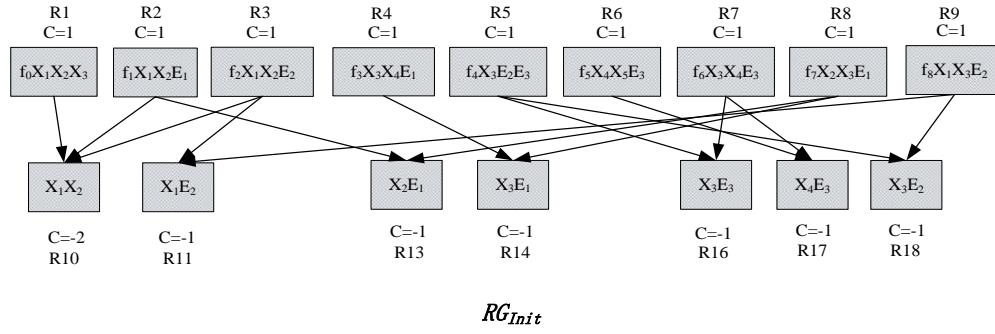 R1 R2 R3 R4 R5 R6 R7 R8 R9
C=1 C=1 C=1 C=1 C=1 C=1 C=1 C=1 C=1
f₀X₁X₂X₃ f₁X₁X₂E₁ f₂X₁X₂E₂ f₃X₃X₄E₁ f₄X₃E₂E₃ f₅X₄X₅E₃ f₆X₃X₄E₃ f₇X₂X₃E₁ f₈X₁X₃E₂
X₁X₂ X₁E₂ X₂E₁ X₃E₁ X₃E₃ X₄E₃ X₃E₂
C=-2 C=-1 C=-1 C=-1 C=-1 C=-1 C=-1
R10 R11 R13 R14 R16 R17 R18
RG_Init